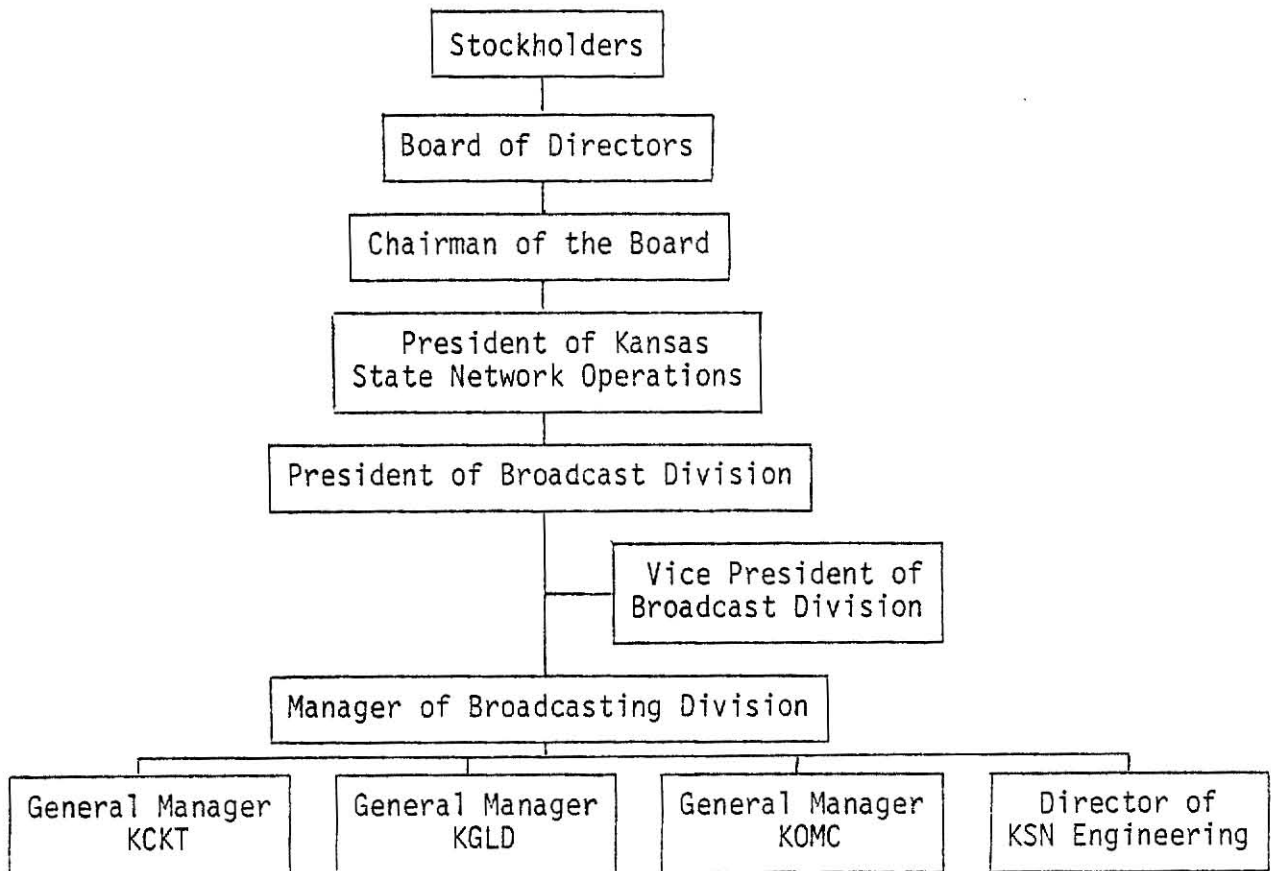 Stockholders
Board of Directors
Chairman of the Board
President of Kansas
State Network Operations
President of Broadcast Division
Vice President of
Broadcast Division
Manager of Broadcasting Division
General Manager
KCKT
General Manager
KGLD
General Manager
KOMC
Director of
KSN Engineering